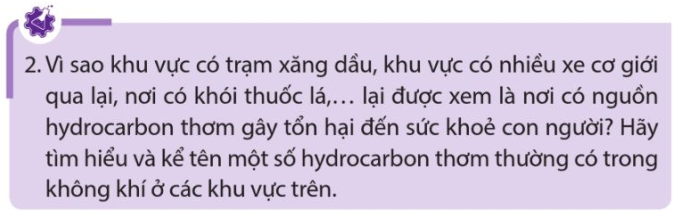 2. Vì sao khu vực có trạm xăng dầu, khu vực có nhiều xe cơ giới
qua lại, nơi có khói thuốc lá,... lại được xem là nơi có nguồn
hydrocarbon thơm gây tổn hại đến sức khoẻ con người? Hãy
tìm hiểu và kể tên một số hydrocarbon thơm thường có trong
không khí ở các khu vực trên.